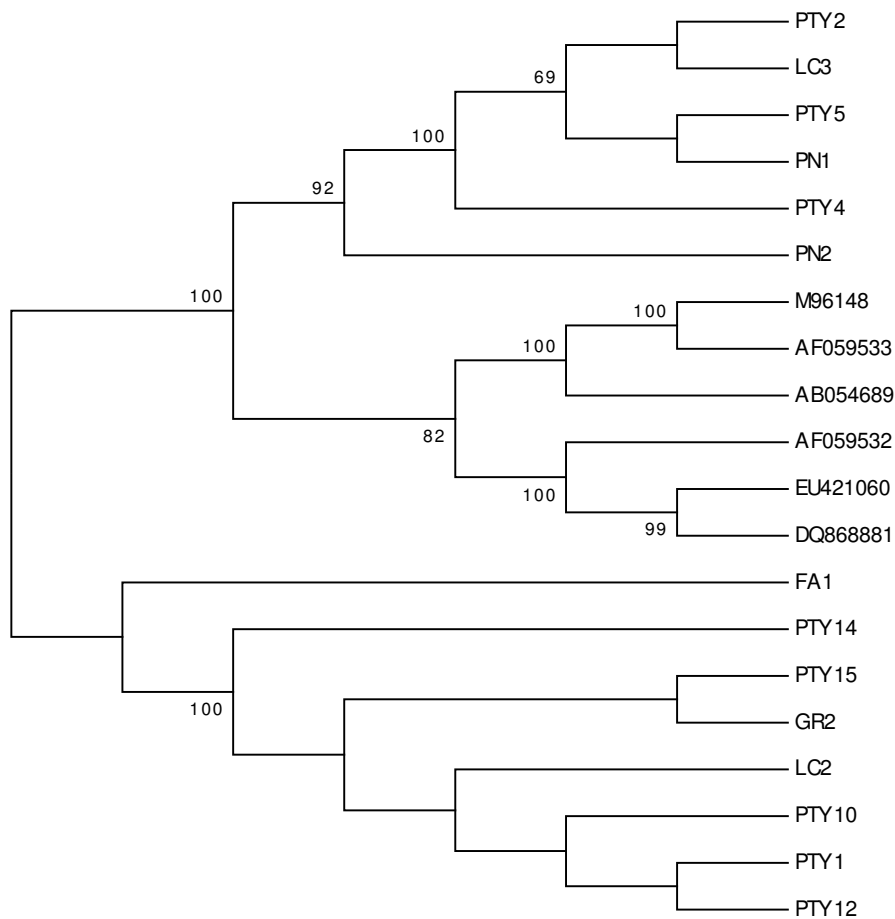 PTY2
LC3
69
PTY5
100
PN1
92
PTY4
PN2
100
M96148
100
AF059533
100
AB054689
82
AF059532
EU421060
100
99
DQ868881
FA1
PTY14
PTY15
100
GR2
LC2
PTY10
PTY1
PTY12